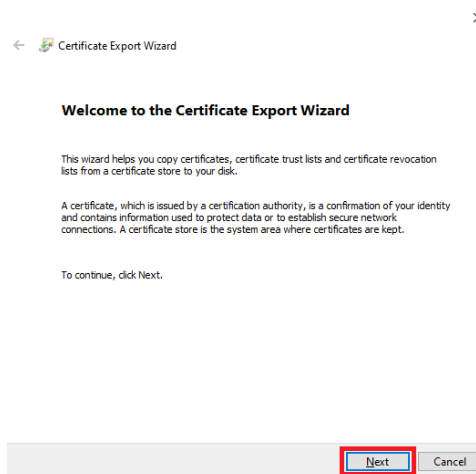 Certificate Export Wizard
Welcome to the Certificate Export Wizard
This wizard helps you copy certificates, certificate trust lists and certificate revocation
lists from a certificate store to your disk.
A certificate, which is issued by a certification authority, is a confirmation of your identity
and contains information used to protect data or to establish secure network
connections. A certificate store is the system area where certificates are kept.
To continue, click Next.
Next
Cancel